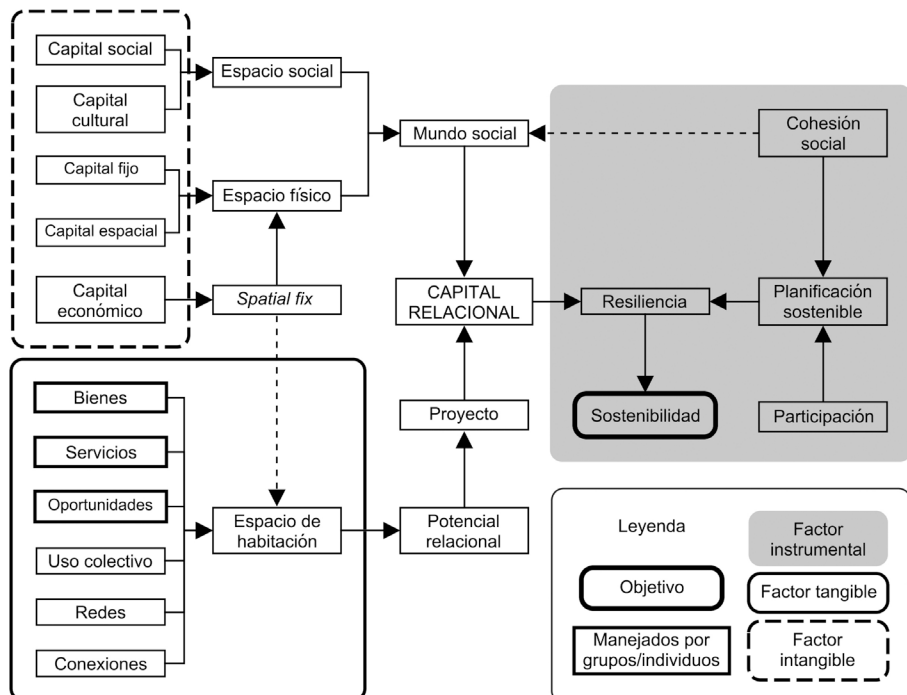 Capital social
Capital
cultural
Capital fijo
Capital espacial
Capital
económico
Espacio social
Espacio físico
Spatial fix
Mundo social
CAPITAL
RELACIONAL
Proyecto
Potencial
relacional
Cohesión
social
Resiliencia
Planificación
sostenible
Sostenibilidad
Participación
Bienes
Servicios
Oportunidades
Uso colectivo
Redes
Conexiones
Espacio de
habitación
Leyenda
Factor
instrumental
Objetivo
Factor tangible
Manejados por
grupos/individuos
Factor
intangible